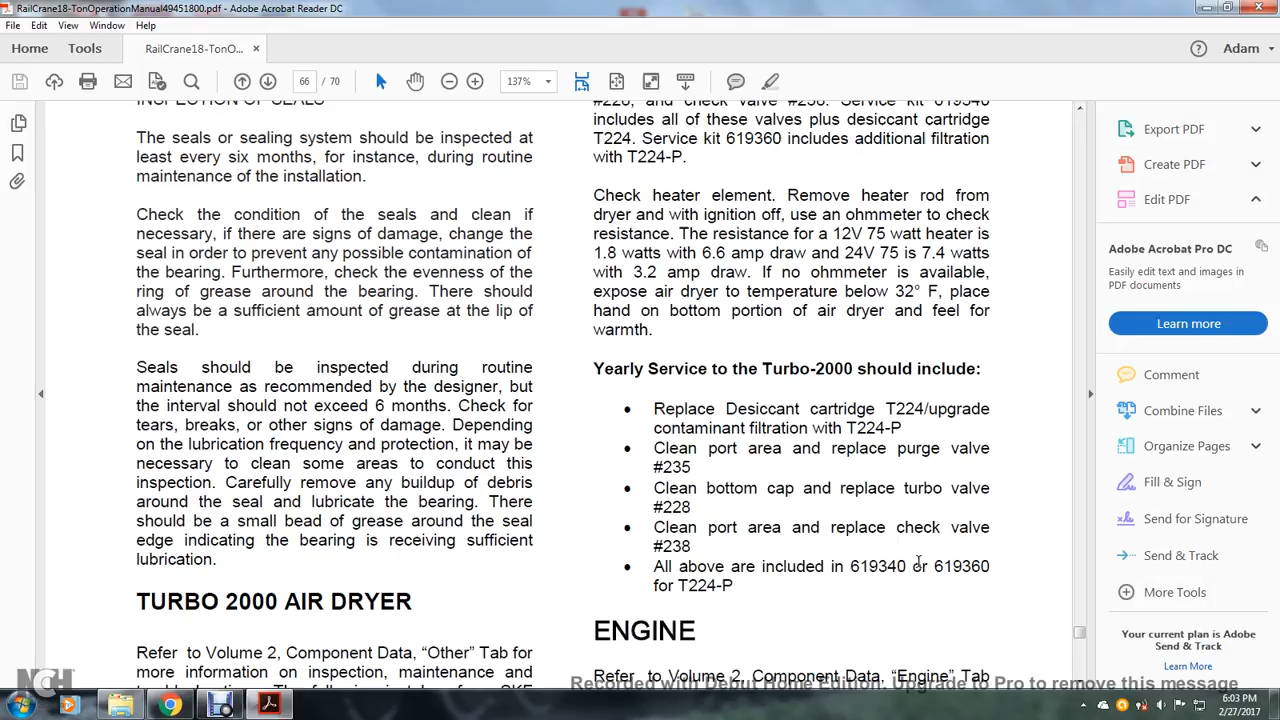 RailCrane18-TonOperationManual49451800.pdf - Adobe Acrobat Reader DC
File Edit View Window Help
Home Tools RailCrane18-TonO... × Adam
66 / 70 137%
INSPECTION OF SEALS
The seals or sealing system should be inspected at
least every six months, for instance, during routine
maintenance of the installation.
Check the condition of the seals and clean if
necessary, if there are signs of damage, change the
seal in order to prevent any possible contamination of
the bearing. Furthermore, check the evenness of the
ring of grease around the bearing. There should
always be a sufficient amount of grease at the lip of
the seal.
Seals should be inspected during routine
maintenance as recommended by the designer, but
the interval should not exceed 6 months. Check for
tears, breaks, or other signs of damage. Depending
on the lubrication frequency and protection, it may be
necessary to clean some areas to conduct this
inspection. Carefully remove any buildup of debris
around the seal and lubricate the bearing. There
should be a small bead of grease around the seal
edge indicating the bearing is receiving sufficient
lubrication.
TURBO 2000 AIR DRYER
Refer to Volume 2, Component Data, “Other” Tab for
more information on inspection, maintenance and
#228, and check valve #238. Service kit 619340
includes all of these valves plus desiccant cartridge
T224. Service kit 619360 includes additional filtration
with T224-P.
Check heater element. Remove heater rod from
dryer and with ignition off, use an ohmmeter to check
resistance. The resistance for a 12V 75 watt heater is
1.8 watts with 6.6 amp draw and 24V 75 is 7.4 watts
with 3.2 amp draw. If no ohmmeter is available,
expose air dryer to temperature below 32° F, place
hand on bottom portion of air dryer and feel for
warmth.
Yearly Service to the Turbo-2000 should include:
• Replace Desiccant cartridge T224/upgrade
contaminant filtration with T224-P
• Clean port area and replace purge valve
#235
• Clean bottom cap and replace turbo valve
#228
• Clean port area and replace check valve
#238
• All above are included in 619340 or 619360
for T224-P
ENGINE
Refer to Volume 2, Component Data, “Engine” Tab
Export PDF
Create PDF
Edit PDF
Adobe Acrobat Pro DC
Easily edit text and images in
PDF documents
Learn more
Comment
Combine Files
Organize Pages
Fill & Sign
Send for Signature
Send & Track
More Tools
Your current plan is Adobe
Send & Track
Learn More
NCH
Recorded with Debut Home Edition. Upgrade to Pro to remove this message
6:03 PM
2/27/2017